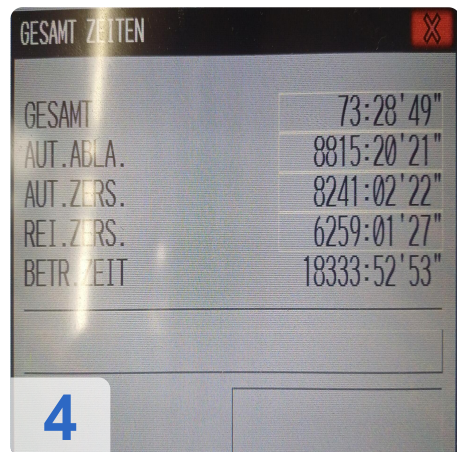 GESAMT ZEITEN X
GESAMT 73:28'49"
AUT.ABLA. 8815:20'21"
AUT.ZERS. 8241:02'22"
REI.ZERS. 6259:01'27"
BETR.ZEIT 18333:52'53"
4